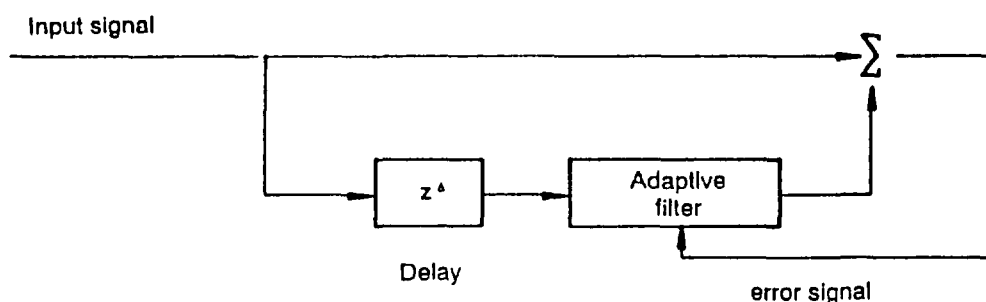 Input signal
Σ
z^Δ
Adaptive
filter
Delay
error signal